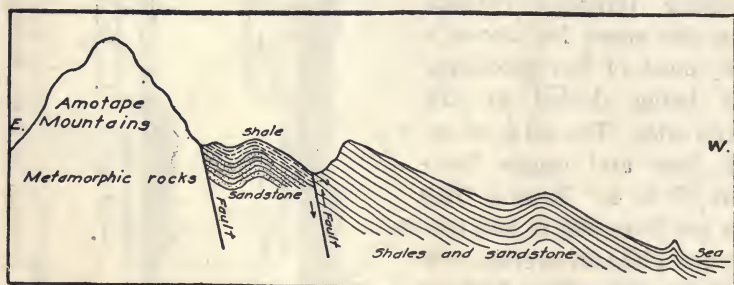 Amotape
Mountains
E.
Shale
W.
Metamorphic rocks
Sandstone
Fault
Fault
Shales and sandstone
Sea